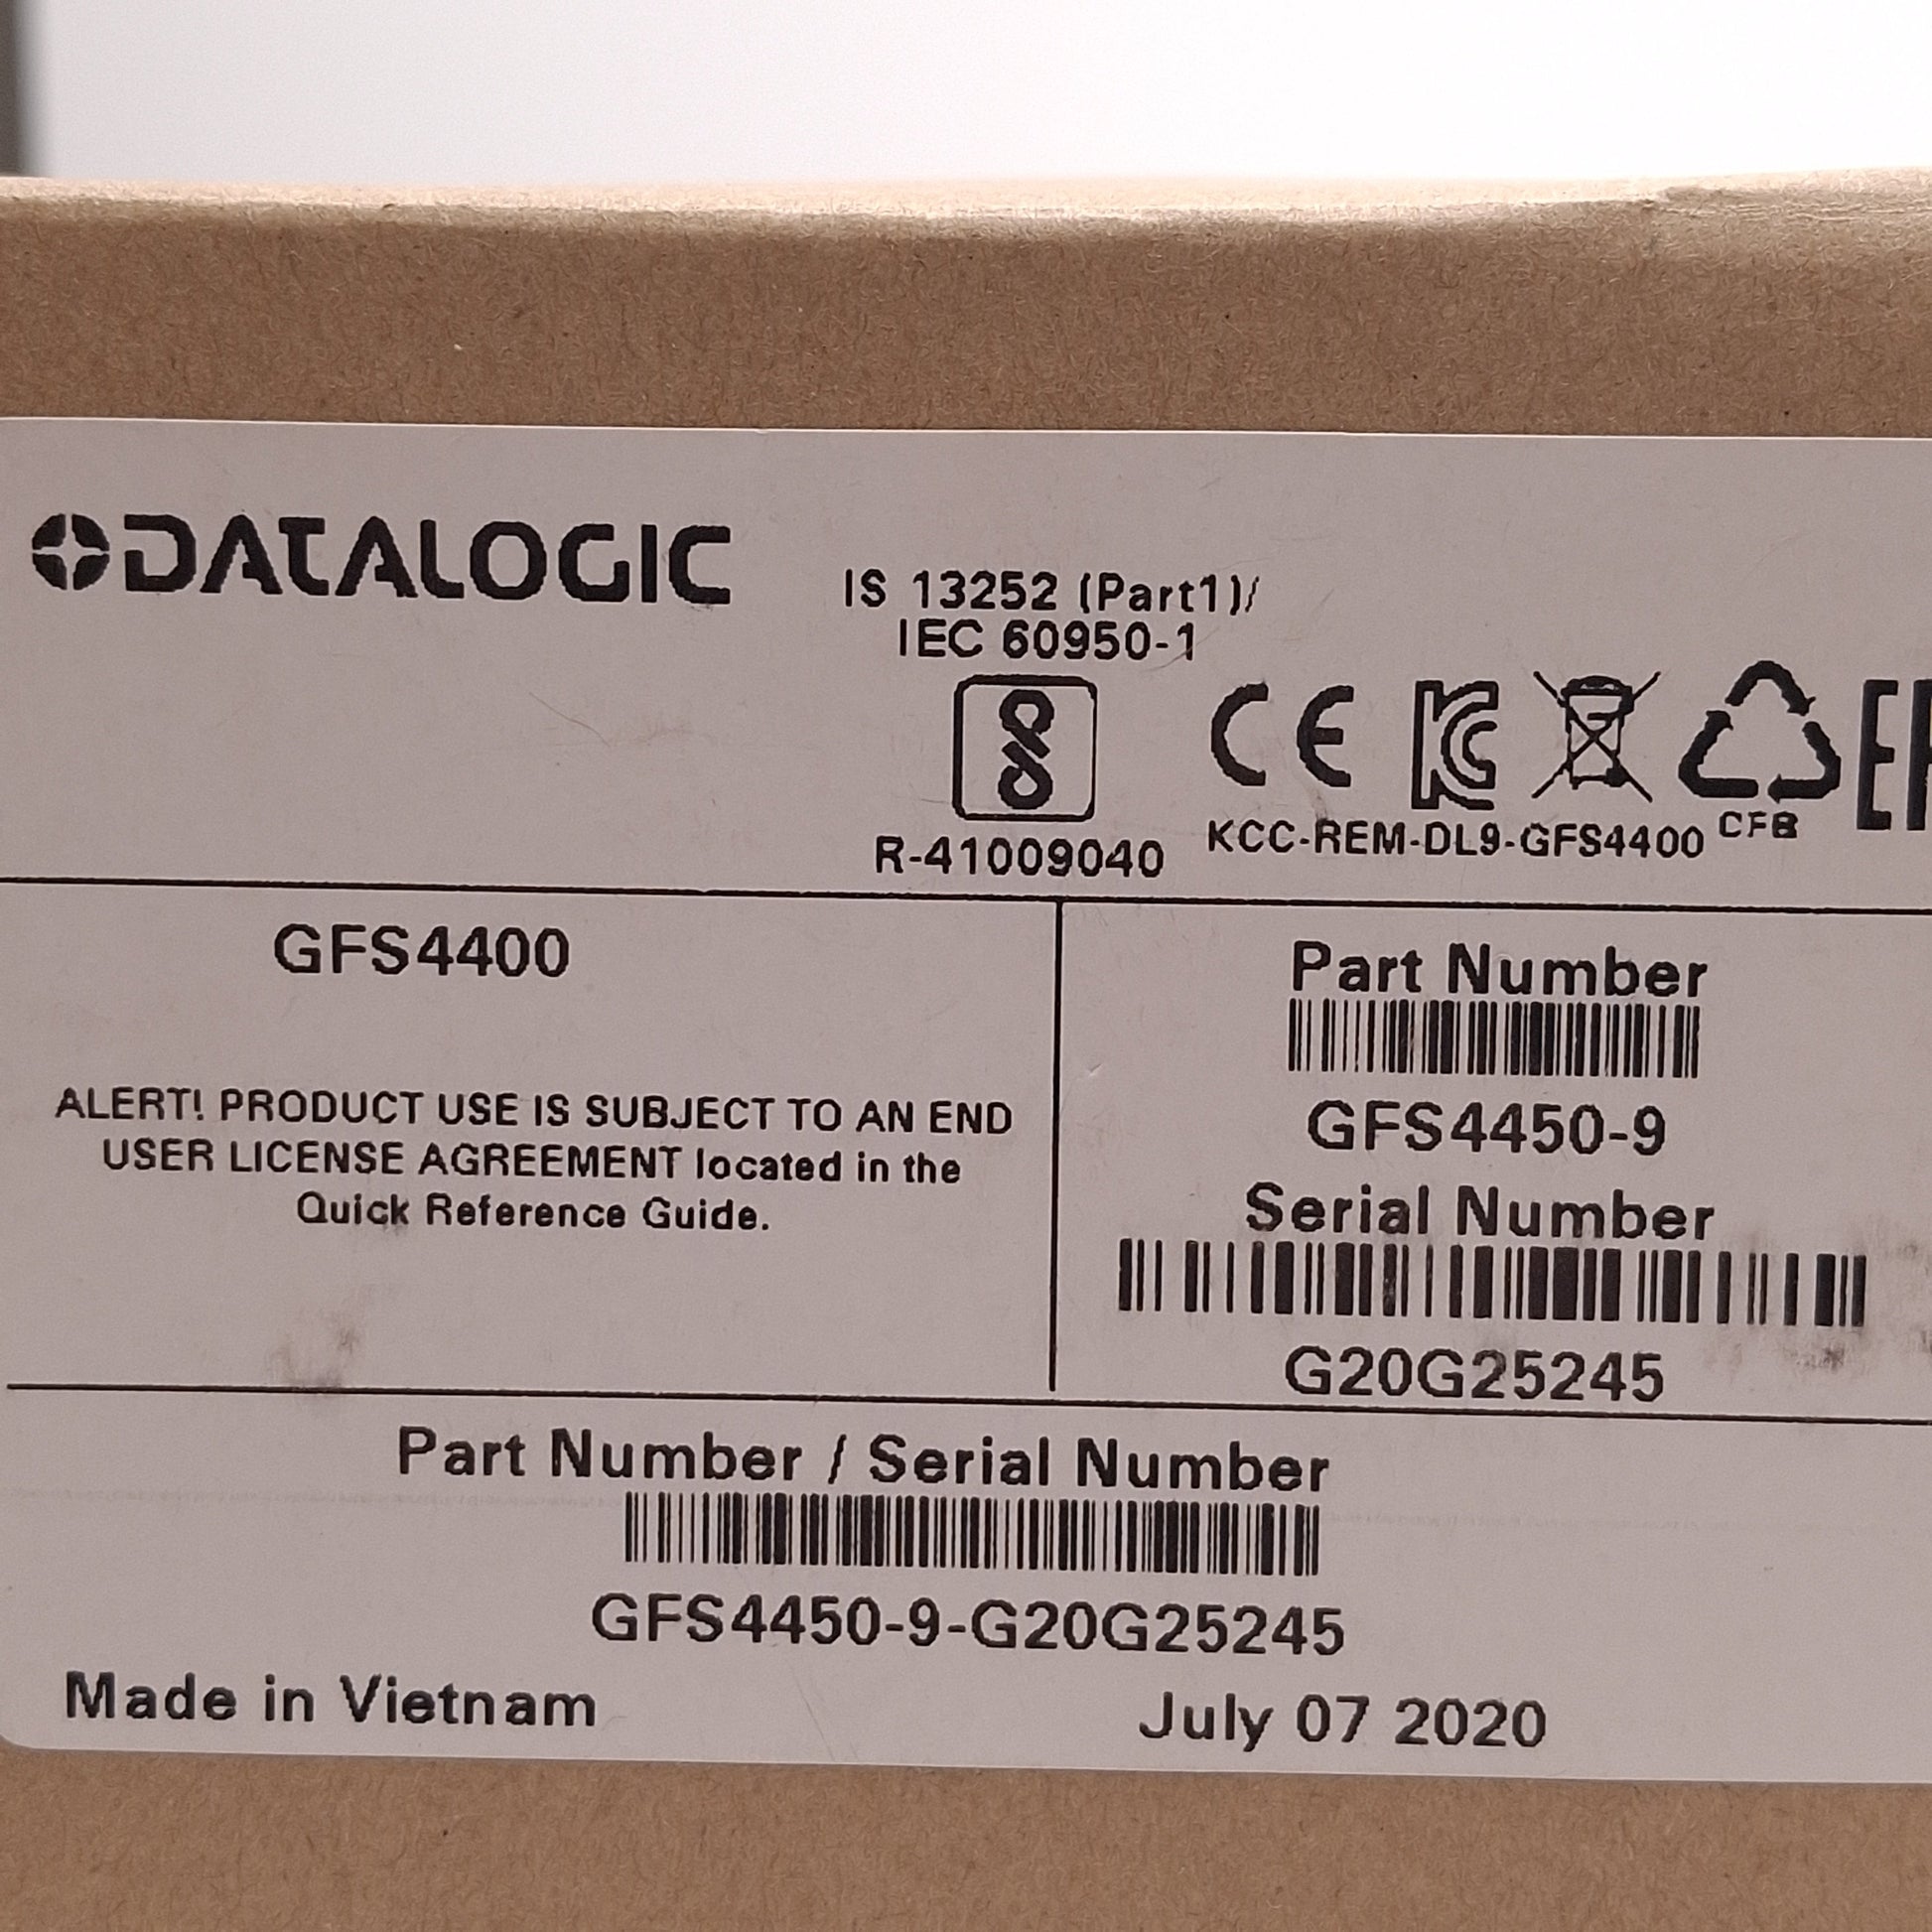 DATALOGIC
IS 13252 (Part1)/
IEC 60950-1
R-41009040
CE
KCC-REM-DL9-GFS4400
CFB
GFS4400
ALERT! PRODUCT USE IS SUBJECT TO AN END
USER LICENSE AGREEMENT located in the
Quick Reference Guide.
Part Number
GFS4450-9
Serial Number
G20G25245
Part Number / Serial Number
GFS4450-9-G20G25245
Made in Vietnam
July 07 2020